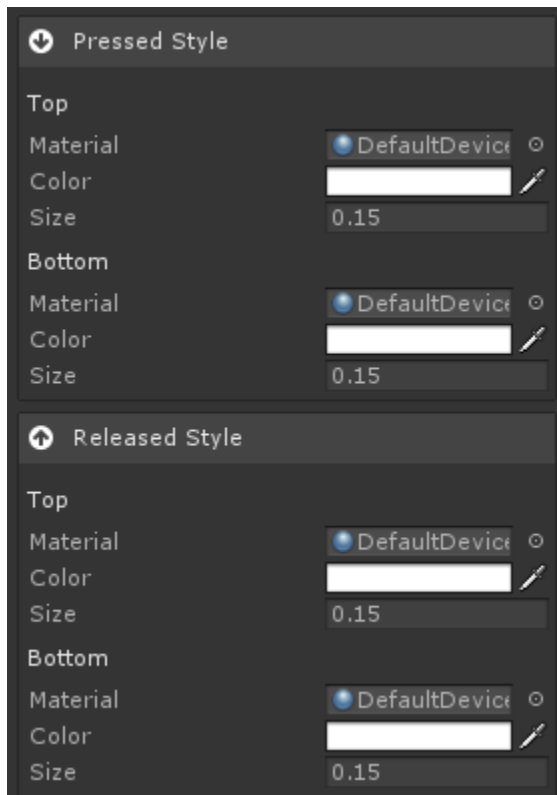 Pressed Style
Top
Material DefaultDevice
Color
Size 0.15
Bottom
Material DefaultDevice
Color
Size 0.15
Released Style
Top
Material DefaultDevice
Color
Size 0.15
Bottom
Material DefaultDevice
Color
Size 0.15